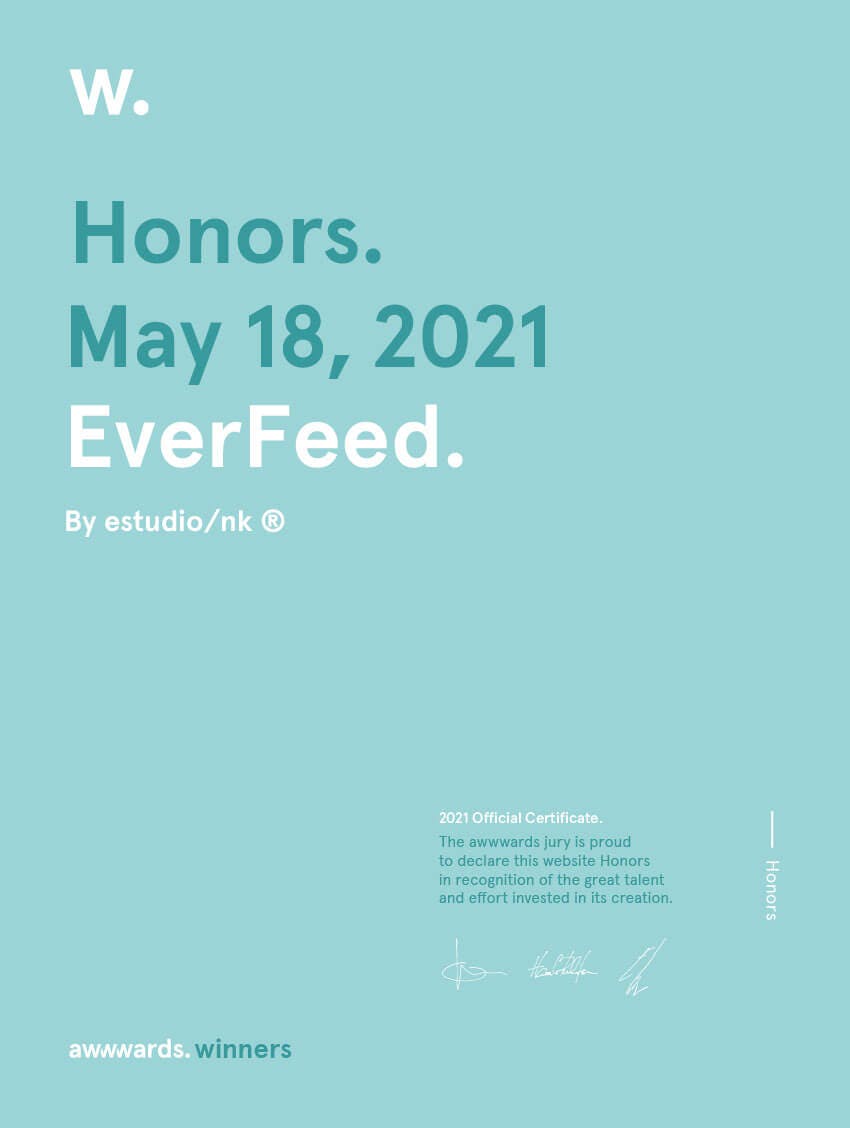 w.
Honors.
May 18, 2021
EverFeed.
By estudio/nk ®
2021 Official Certificate.
The awwwards jury is proud
to declare this website Honors
in recognition of the great talent
and effort invested in its creation.
Honors
awwwards. winners